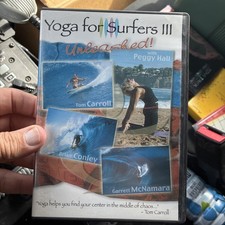 Yoga for Surfers III
Unleashed!
Peggy Hall
Tom Carroll
Conley
Garrett McNamara
"Yoga helps you find your center in the middle of chaos..."
- Tom Carroll